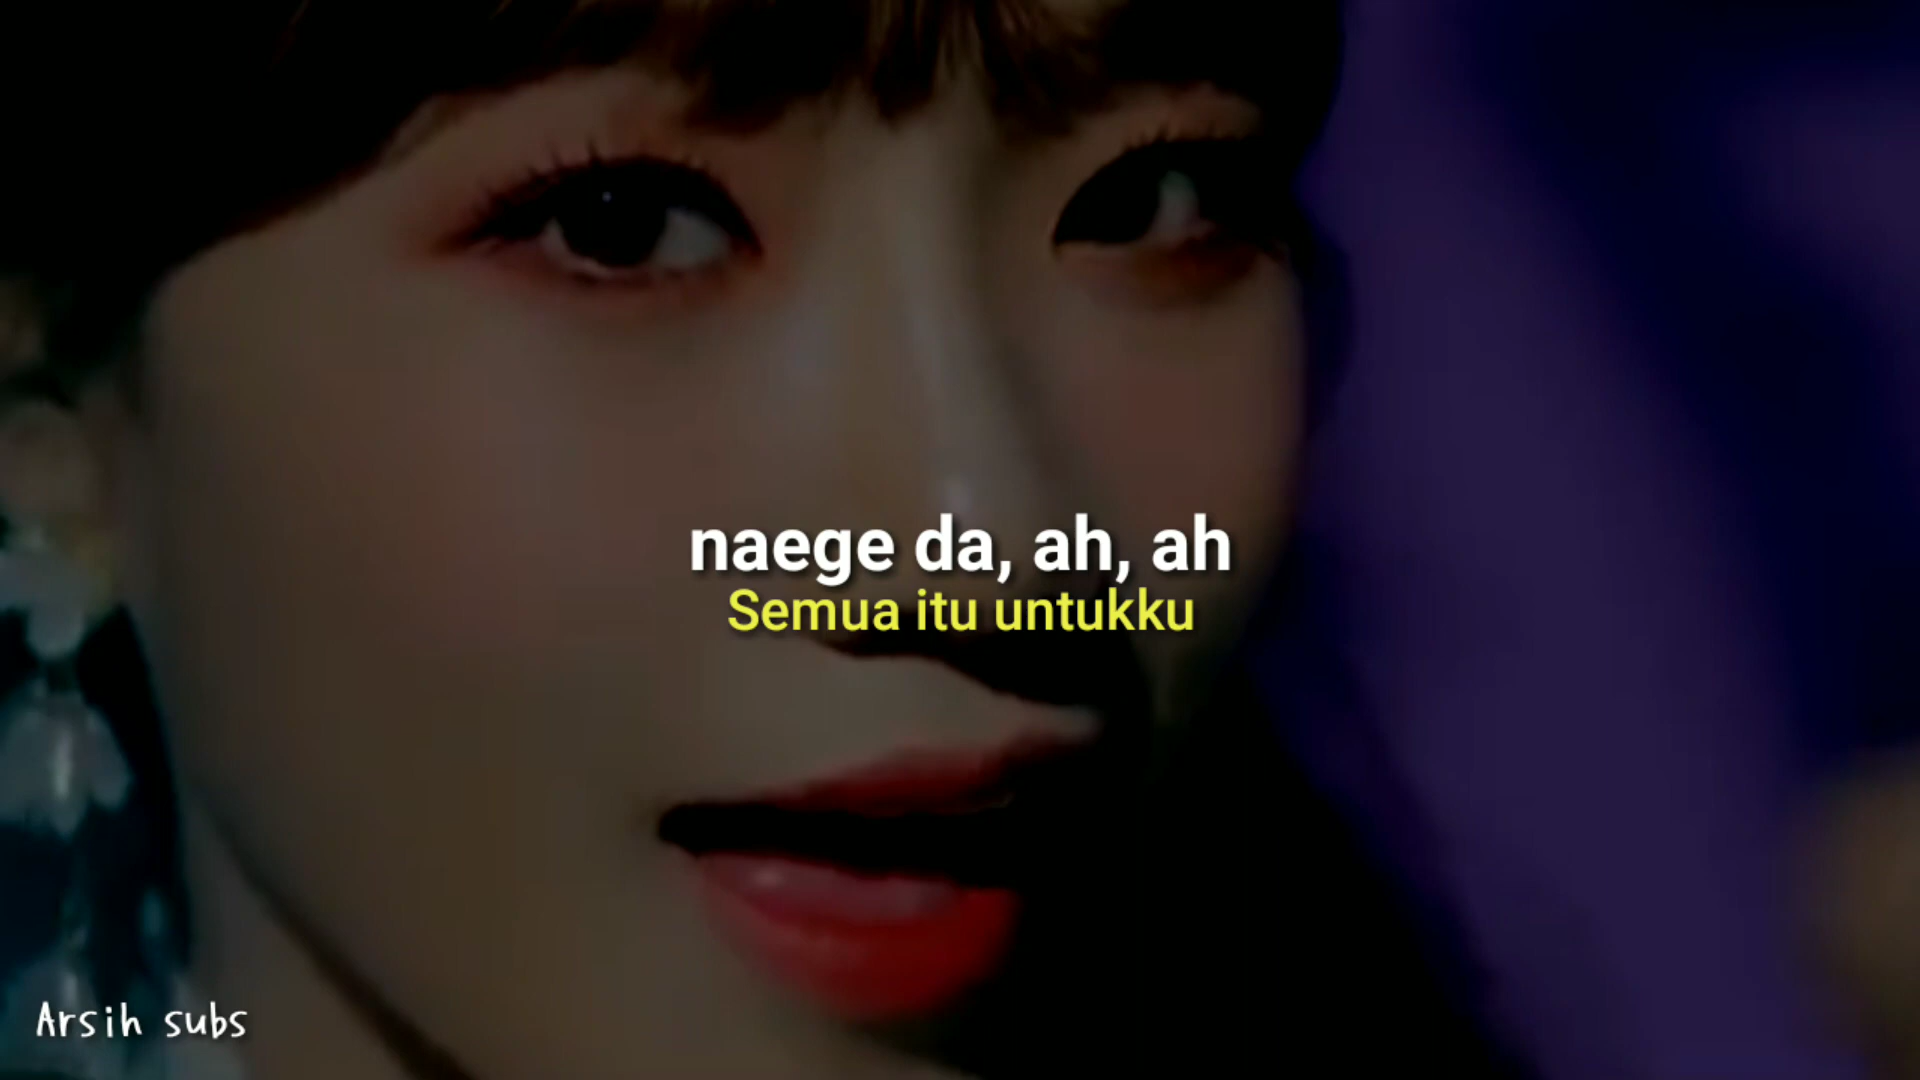 naege da, ah, ah
Semua itu untukku
Arsih subs